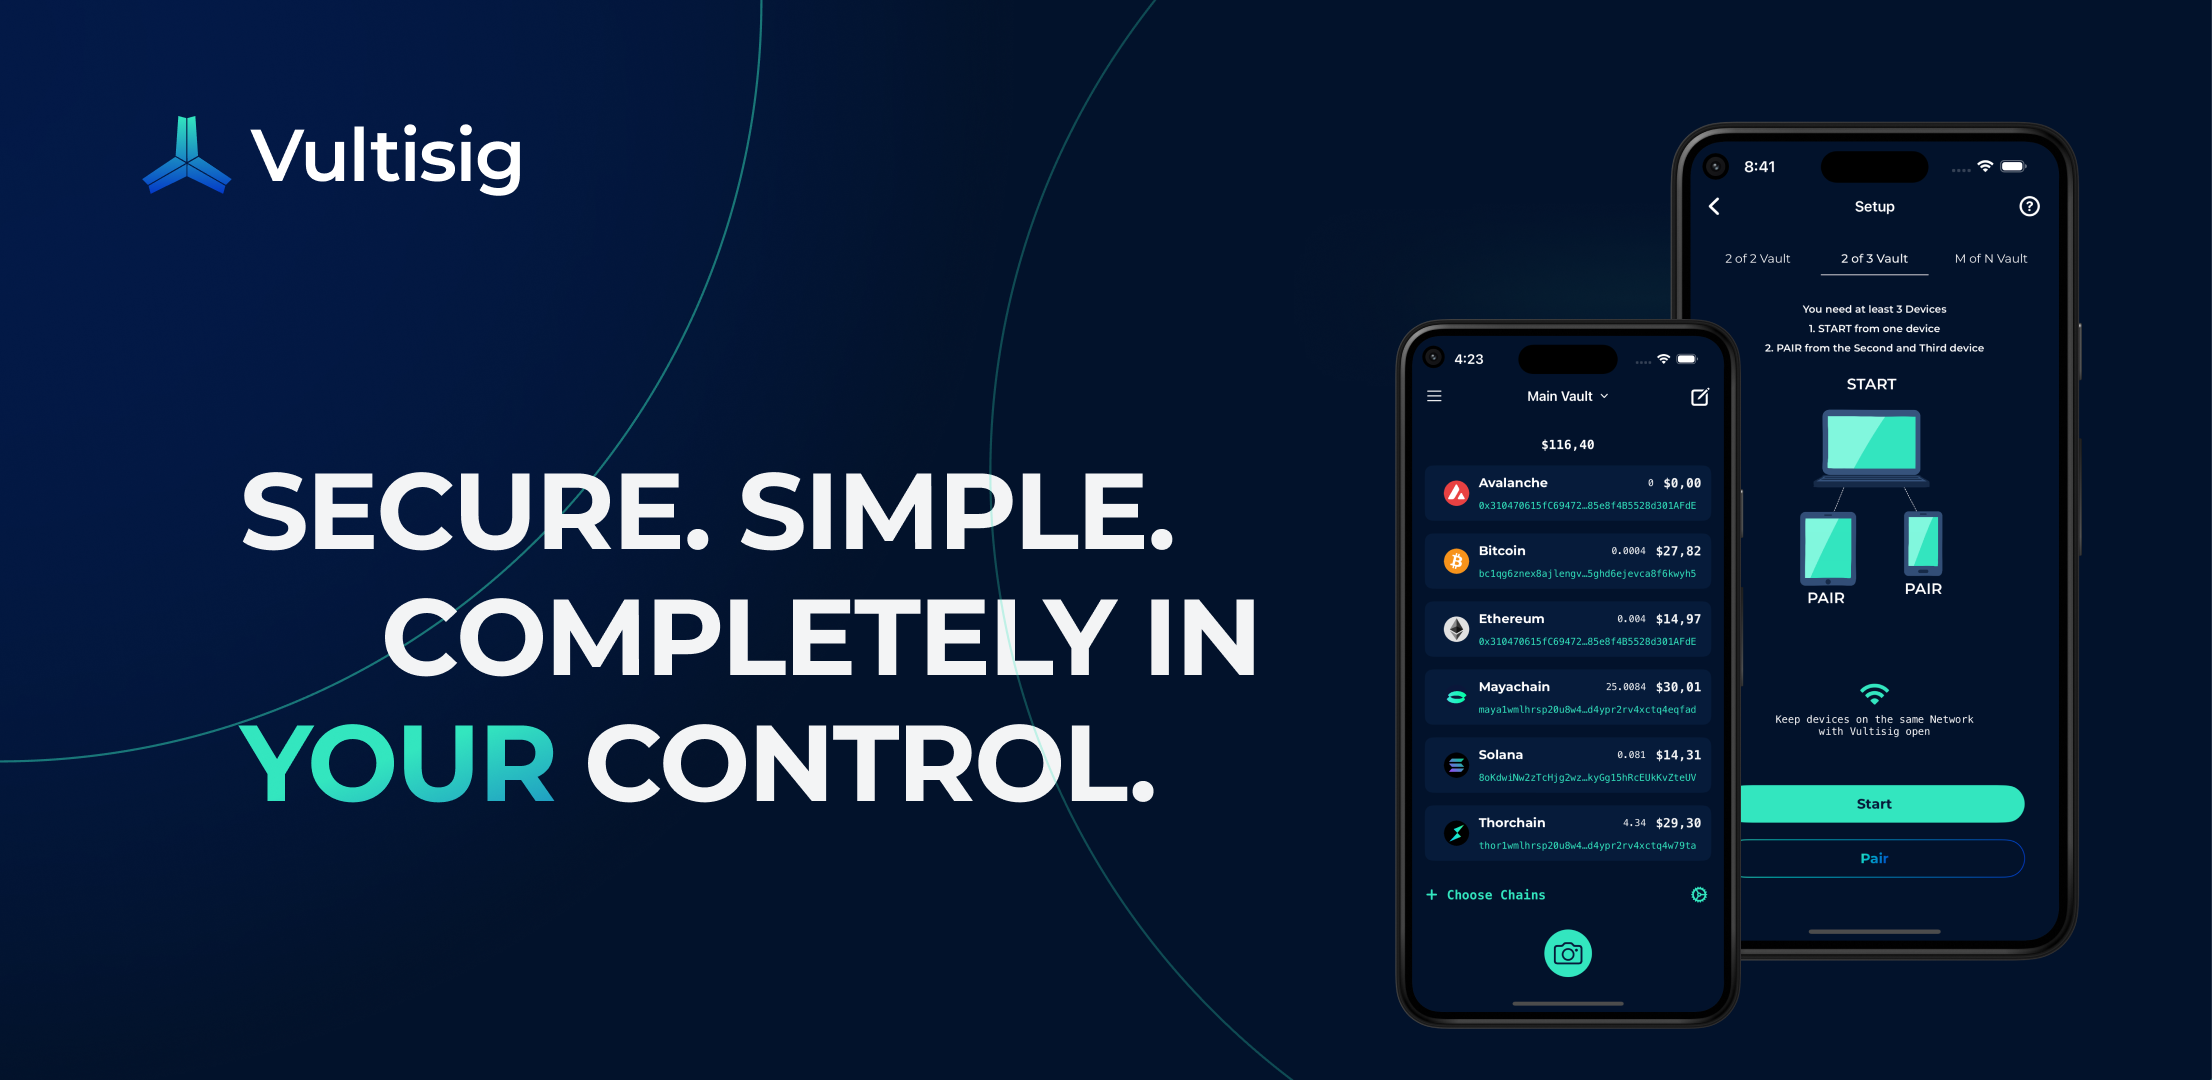 Vultisig
SECURE. SIMPLE.
COMPLETELY IN
YOUR CONTROL.
4:23
Main Vault
$116,40
Avalanche 0 $0,00
0x310470615fC69472…85e8f4B5528d301AFdE
Bitcoin 0.0004 $27,82
bc1qg6znex8ajlengv…5ghd6ejevca8f6kwyh5
Ethereum 0.004 $14,97
0x310470615fC69472…85e8f4B5528d301AFdE
Mayachain 25.0084 $30,01
maya1wmlhrsp20u8w4…d4ypr2rv4xctq4eqfad
Solana 0.081 $14,31
8oKdwiNw2zTcHjg2wz…kyGg15hRcEUkKvZteUV
Thorchain 4.34 $29,30
thor1wmlhrsp20u8w4…d4ypr2rv4xctq4w79ta
+ Choose Chains
8:41
Setup
?
2 of 2 Vault 2 of 3 Vault M of N Vault
You need at least 3 Devices
1. START from one device
2. PAIR from the Second and Third device
START
PAIR PAIR
Keep devices on the same Network
with Vultisig open
Start
Pair